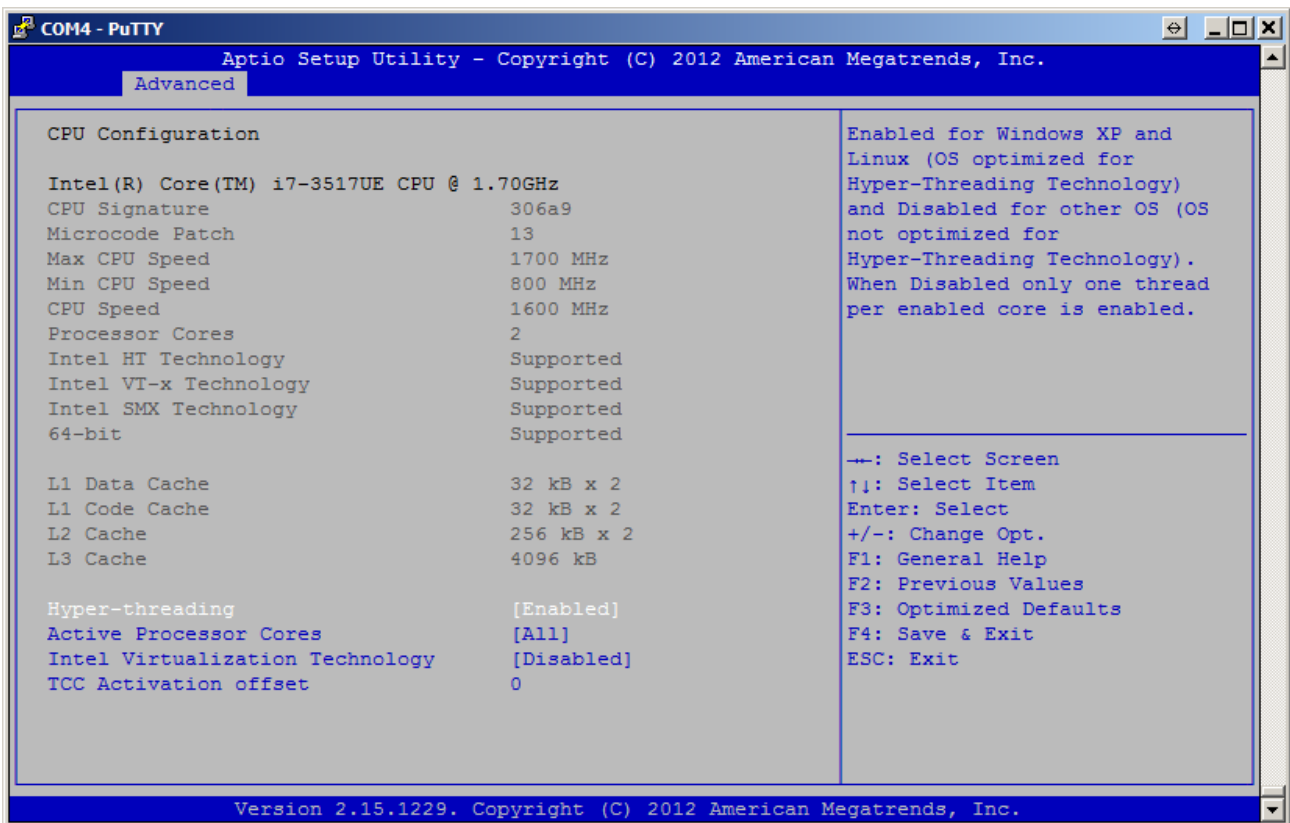 COM4 - PuTTY
Aptio Setup Utility - Copyright (C) 2012 American Megatrends, Inc.
Advanced
CPU Configuration
Intel(R) Core(TM) i7-3517UE CPU @ 1.70GHz
CPU Signature 306a9
Microcode Patch 13
Max CPU Speed 1700 MHz
Min CPU Speed 800 MHz
CPU Speed 1600 MHz
Processor Cores 2
Intel HT Technology Supported
Intel VT-x Technology Supported
Intel SMX Technology Supported
64-bit Supported
L1 Data Cache 32 kB x 2
L1 Code Cache 32 kB x 2
L2 Cache 256 kB x 2
L3 Cache 4096 kB
Hyper-threading [Enabled]
Active Processor Cores [All]
Intel Virtualization Technology [Disabled]
TCC Activation offset 0
Enabled for Windows XP and
Linux (OS optimized for
Hyper-Threading Technology)
and Disabled for other OS (OS
not optimized for
Hyper-Threading Technology).
When Disabled only one thread
per enabled core is enabled.
→←: Select Screen
↑↓: Select Item
Enter: Select
+/-: Change Opt.
F1: General Help
F2: Previous Values
F3: Optimized Defaults
F4: Save & Exit
ESC: Exit
Version 2.15.1229. Copyright (C) 2012 American Megatrends, Inc.